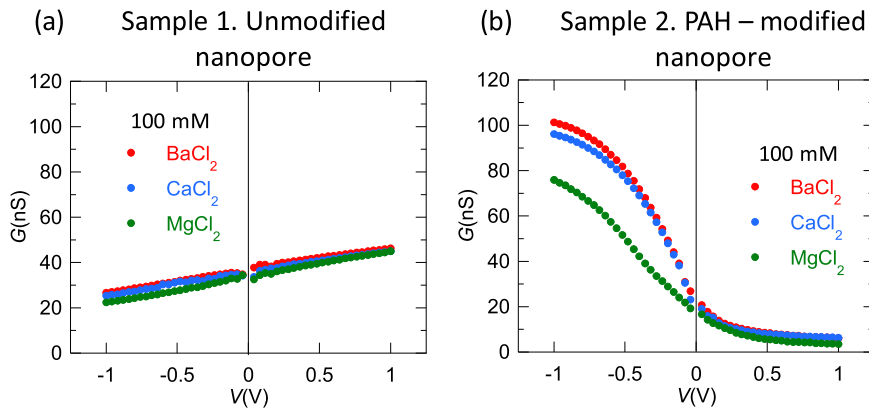 (a) Sample 1. Unmodified
nanopore
120
100
80
60
40
20
0
G(nS)
100 mM
BaCl2
CaCl2
MgCl2
-1 -0.5 0 0.5 1
V(V)
(b) Sample 2. PAH – modified
nanopore
120
100
80
60
40
20
0
G(nS)
100 mM
BaCl2
CaCl2
MgCl2
-1 -0.5 0 0.5 1
V(V)